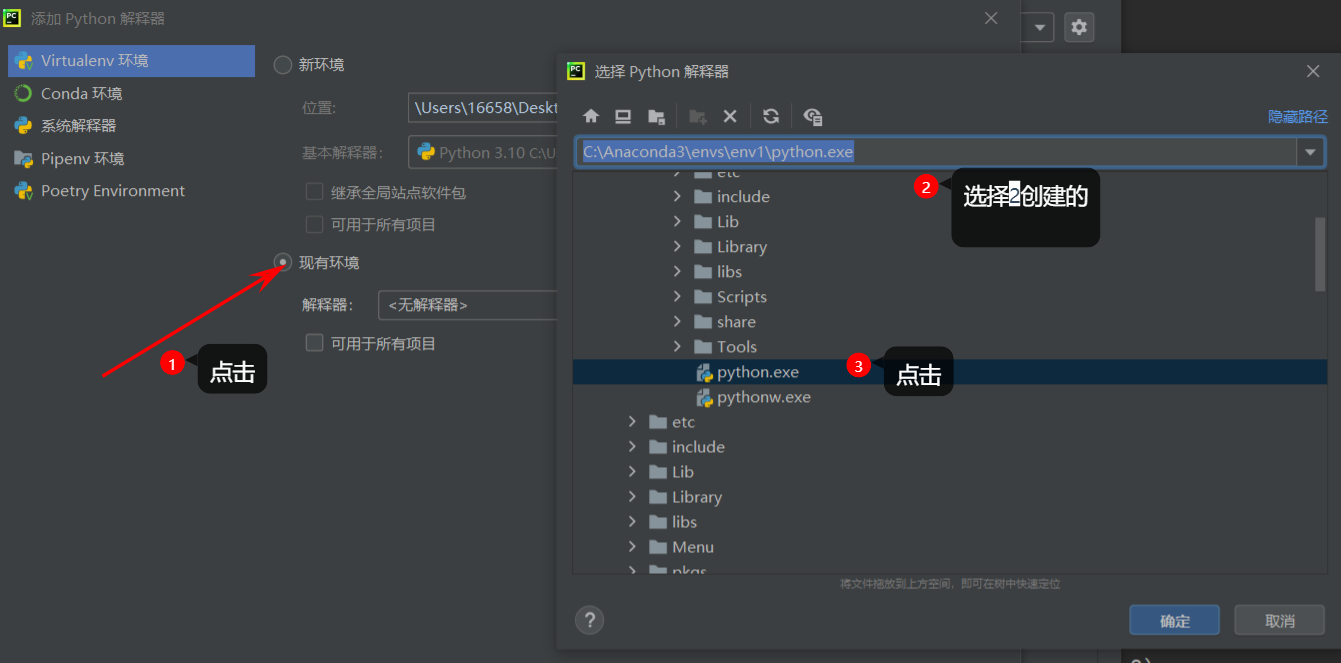 添加 Python 解释器
Virtualenv 环境
Conda 环境
系统解释器
Pipenv 环境
Poetry Environment
新环境
位置:
\Users\16658\Deskt
基本解释器:
Python 3.10 C:\U
继承全局站点软件包
可用于所有项目
现有环境
解释器:
<无解释器>
可用于所有项目
1
点击
选择 Python 解释器
隐藏路径
C:\Anaconda3\envs\env1\python.exe
2
选择2创建的
etc
include
Lib
Library
libs
Scripts
share
Tools
python.exe
3
点击
pythonw.exe
etc
include
Lib
Library
libs
Menu
pkgs
将文件拖放到上方空间，即可在树中快速定位
?
确定
取消